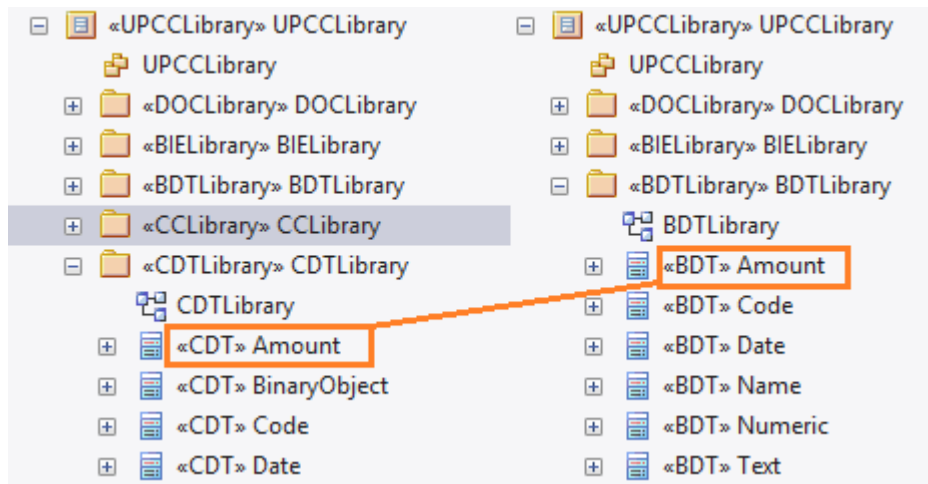 «UPCCLibrary» UPCCLibrary
UPCCLibrary
«DOCLibrary» DOCLibrary
«BIELibrary» BIELibrary
«BDTLibrary» BDTLibrary
«CCLibrary» CCLibrary
«CDTLibrary» CDTLibrary
CDTLibrary
«CDT» Amount
«CDT» BinaryObject
«CDT» Code
«CDT» Date
«UPCCLibrary» UPCCLibrary
UPCCLibrary
«DOCLibrary» DOCLibrary
«BIELibrary» BIELibrary
«BDTLibrary» BDTLibrary
BDTLibrary
«BDT» Amount
«BDT» Code
«BDT» Date
«BDT» Name
«BDT» Numeric
«BDT» Text